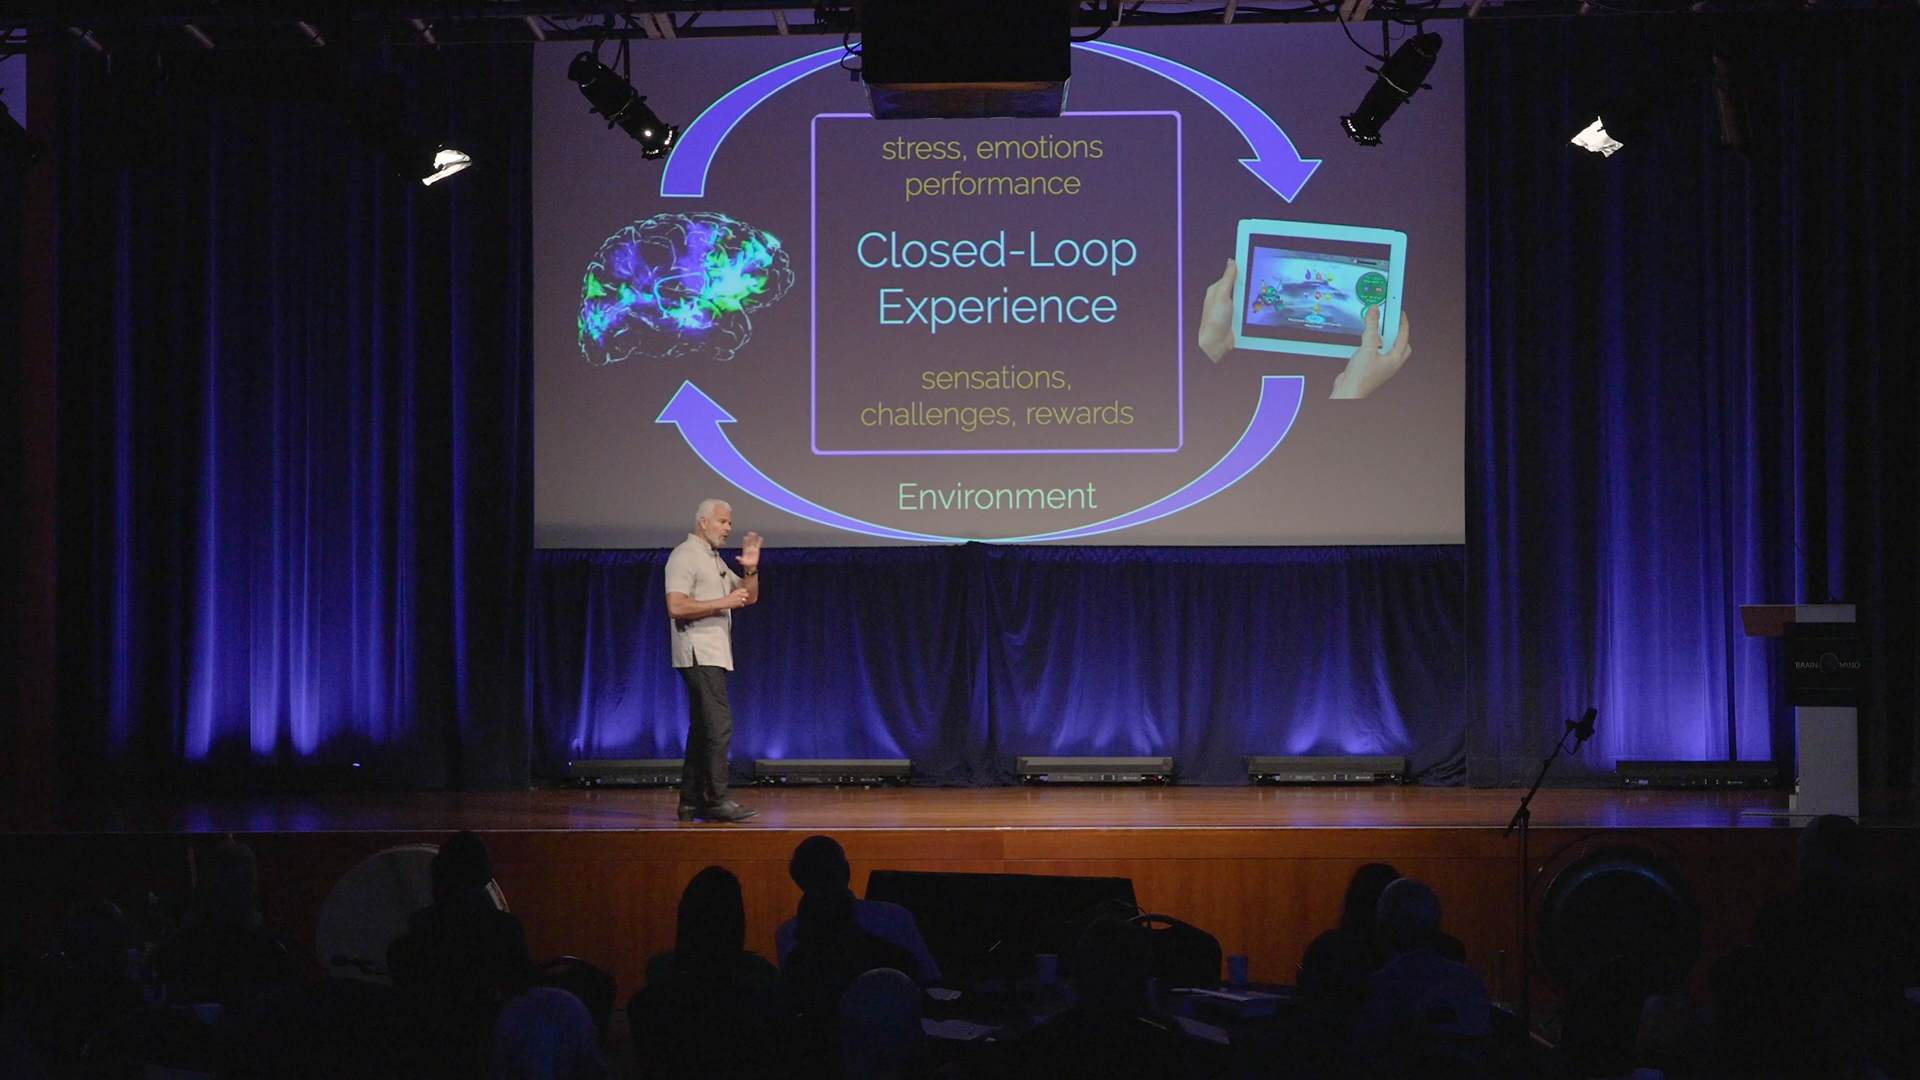 stress, emotions
performance
Closed-Loop
Experience
sensations,
challenges, rewards
Environment
BRAIN MIND